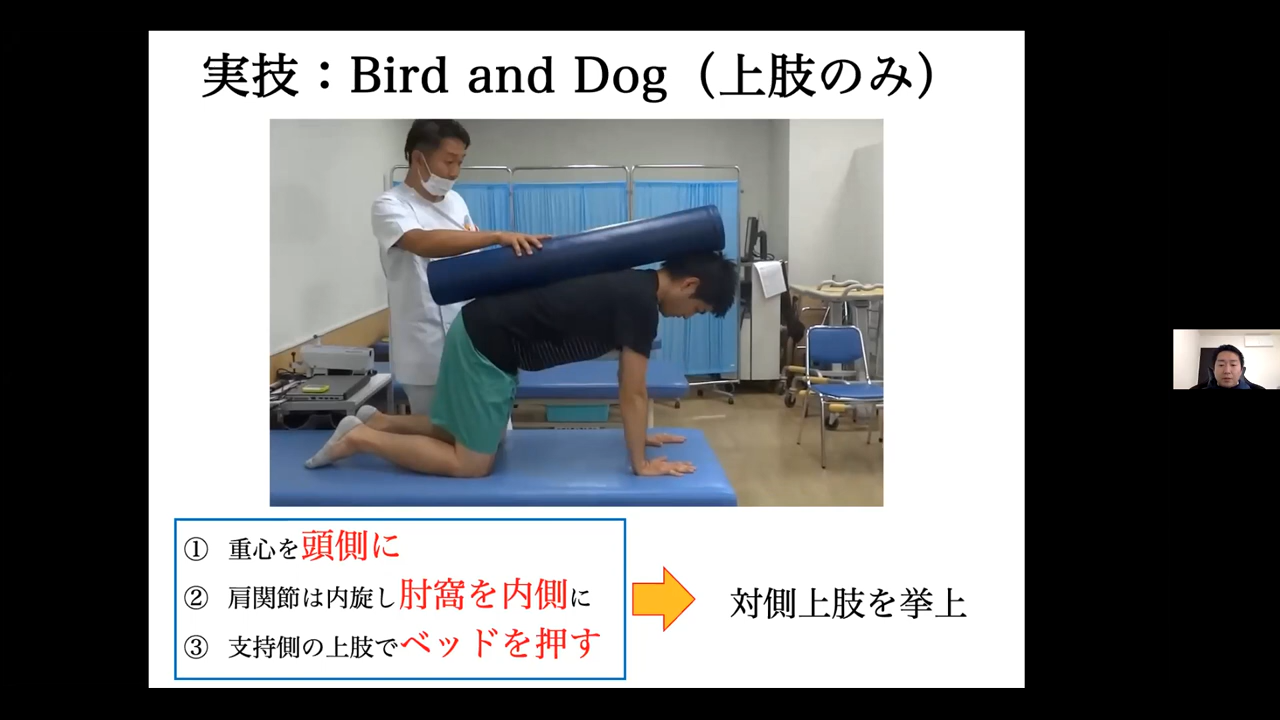 実技：Bird and Dog（上肢のみ）
① 重心を頭側に
② 肩関節は内旋し肘窩を内側に
③ 支持側の上肢でベッドを押す
対側上肢を挙上